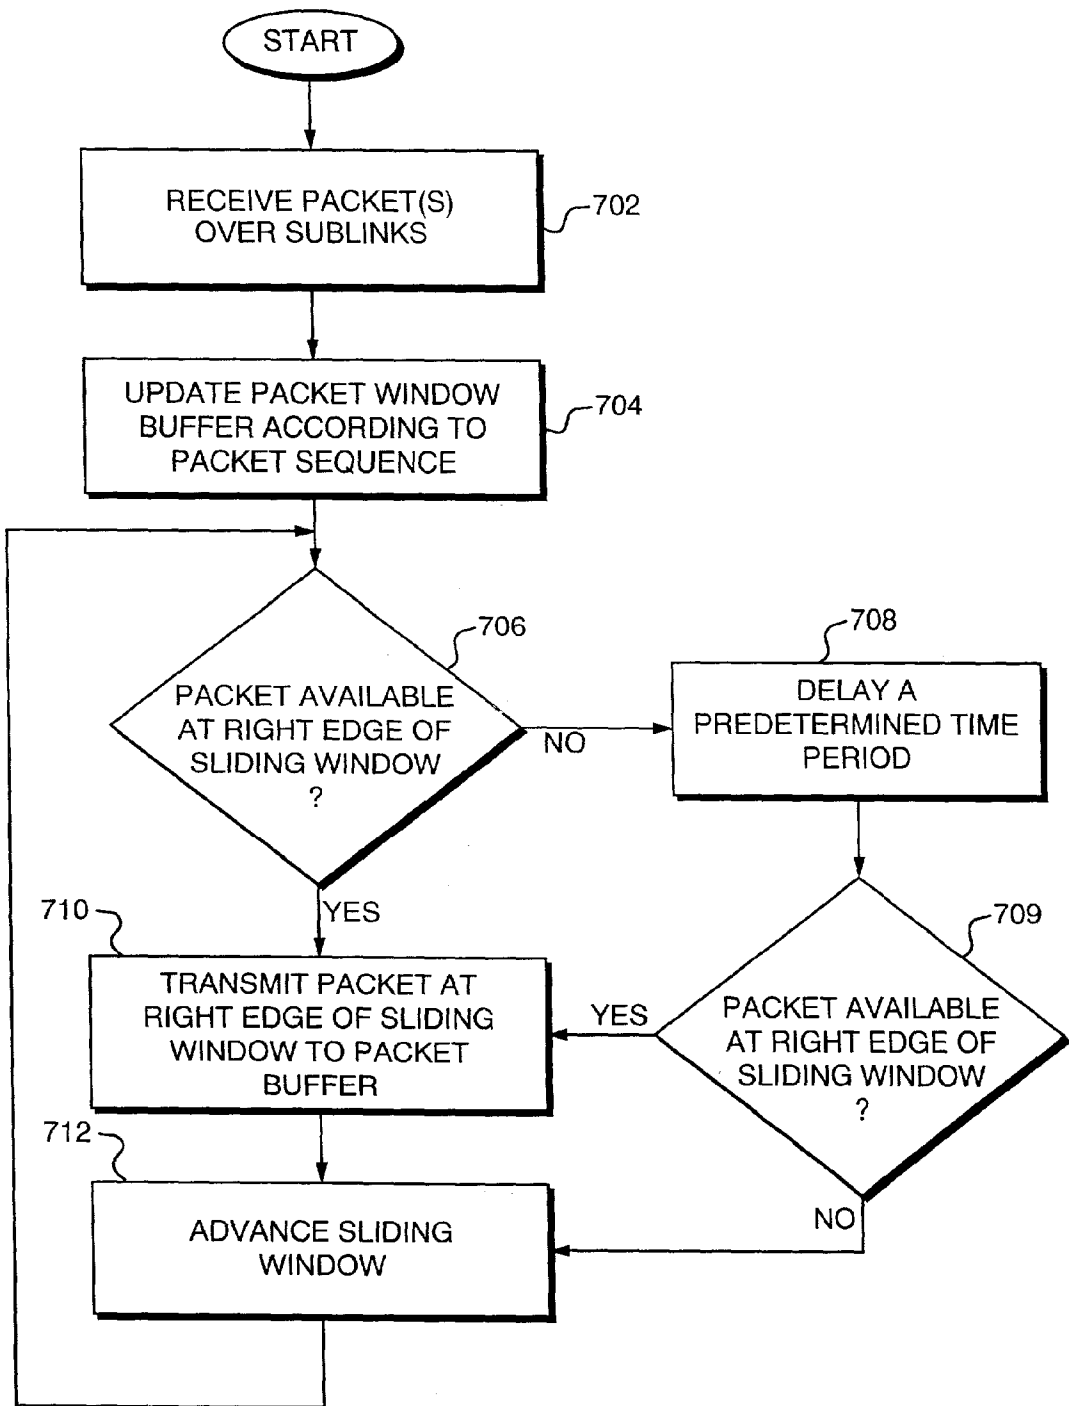 START
RECEIVE PACKET(S)
OVER SUBLINKS
702
UPDATE PACKET WINDOW
BUFFER ACCORDING TO
PACKET SEQUENCE
704
706
PACKET AVAILABLE
AT RIGHT EDGE OF
SLIDING WINDOW
?
NO
708
DELAY A
PREDETERMINED TIME
PERIOD
YES
710
TRANSMIT PACKET AT
RIGHT EDGE OF SLIDING
WINDOW TO PACKET
BUFFER
YES
709
PACKET AVAILABLE
AT RIGHT EDGE OF
SLIDING WINDOW
?
NO
712
ADVANCE SLIDING
WINDOW